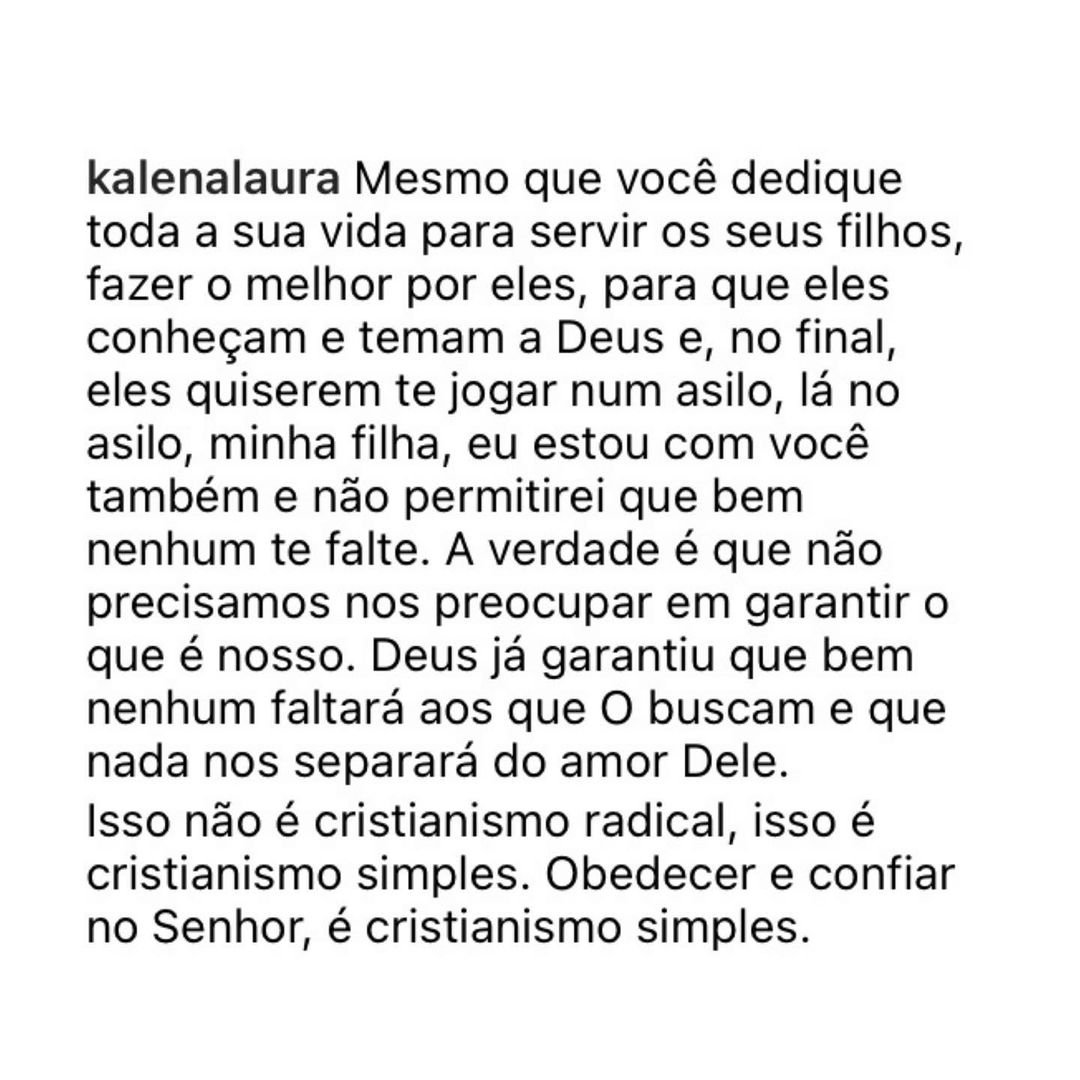 kalenalaura Mesmo que você dedique
toda a sua vida para servir os seus filhos,
fazer o melhor por eles, para que eles
conheçam e temam a Deus e, no final,
eles quiserem te jogar num asilo, lá no
asilo, minha filha, eu estou com você
também e não permitirei que bem
nenhum te falte. A verdade é que não
precisamos nos preocupar em garantir o
que é nosso. Deus já garantiu que bem
nenhum faltará aos que O buscam e que
nada nos separará do amor Dele.
Isso não é cristianismo radical, isso é
cristianismo simples. Obedecer e confiar
no Senhor, é cristianismo simples.